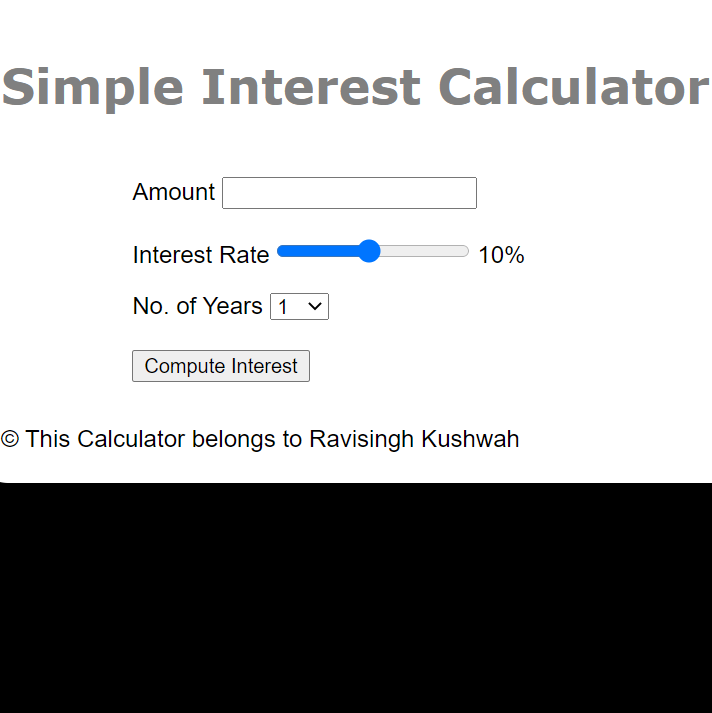 Simple Interest Calculator
Amount
Interest Rate 10%
No. of Years 1
Compute Interest
© This Calculator belongs to Ravisingh Kushwah